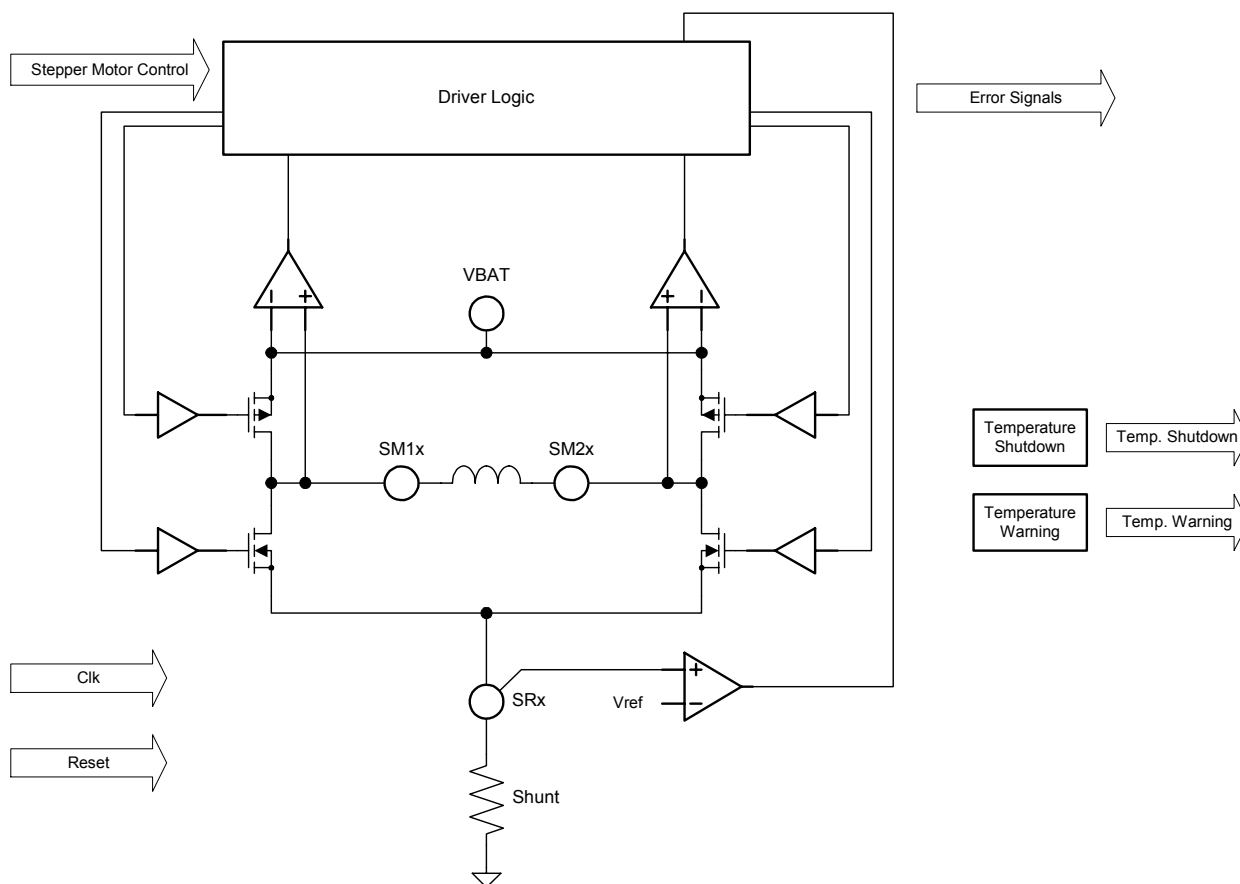 Stepper Motor Control
Driver Logic
Error Signals
VBAT
SM1x
SM2x
Temperature
Shutdown
Temp. Shutdown
Temperature
Warning
Temp. Warning
Clk
SRx
Vref
Reset
Shunt